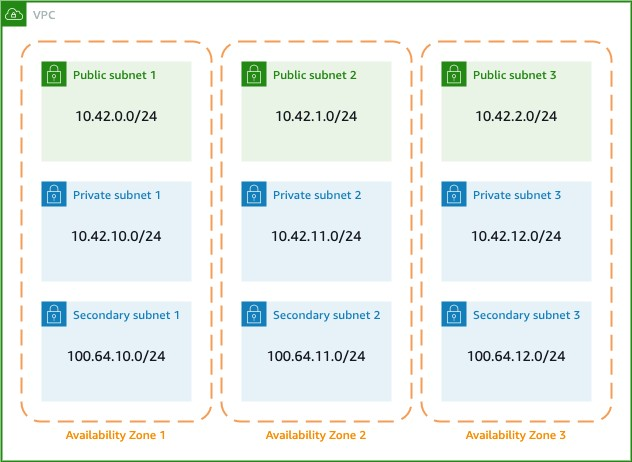 VPC
Public subnet 1
10.42.0.0/24
Public subnet 2
10.42.1.0/24
Public subnet 3
10.42.2.0/24
Private subnet 1
10.42.10.0/24
Private subnet 2
10.42.11.0/24
Private subnet 3
10.42.12.0/24
Secondary subnet 1
100.64.10.0/24
Secondary subnet 2
100.64.11.0/24
Secondary subnet 3
100.64.12.0/24
Availability Zone 1
Availability Zone 2
Availability Zone 3